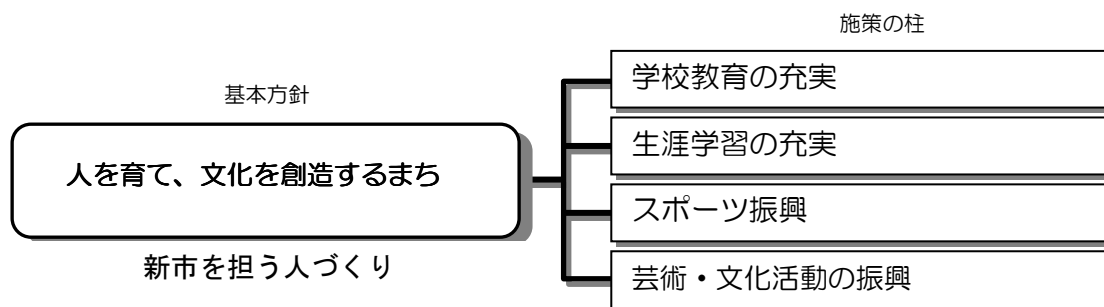 施策の柱
基本方針
人を育て、文化を創造するまち
新市を担う人づくり
学校教育の充実
生涯学習の充実
スポーツ振興
芸術・文化活動の振興